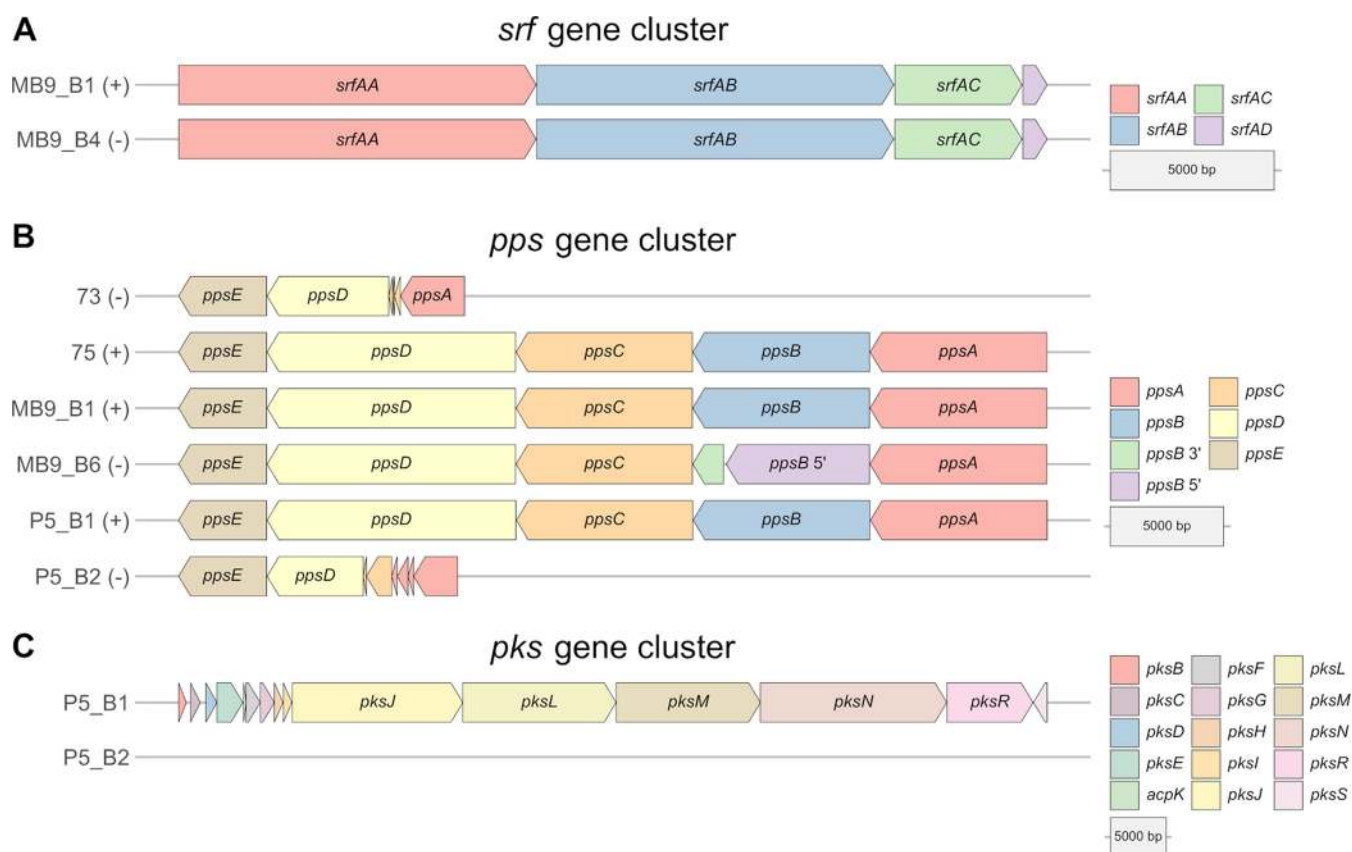 A
srf gene cluster
MB9_B1 (+) srfAA srfAB srfAC
MB9_B4 (-) srfAA srfAB srfAC
srfAA srfAC
srfAB srfAD
5000 bp
B
pps gene cluster
73 (-) ppsE ppsD ppsA
75 (+) ppsE ppsD ppsC ppsB ppsA
MB9_B1 (+) ppsE ppsD ppsC ppsB ppsA
MB9_B6 (-) ppsE ppsD ppsC ppsB 5' ppsA
P5_B1 (+) ppsE ppsD ppsC ppsB ppsA
P5_B2 (-) ppsE ppsD
ppsA ppsC
ppsB ppsD
ppsB 3' ppsE
ppsB 5'
5000 bp
C
pks gene cluster
P5_B1 pksJ pksL pksM pksN pksR
P5_B2
pksB pksF pksL
pksC pksG pksM
pksD pksH pksN
pksE pksI pksR
acpK pksJ pksS
5000 bp